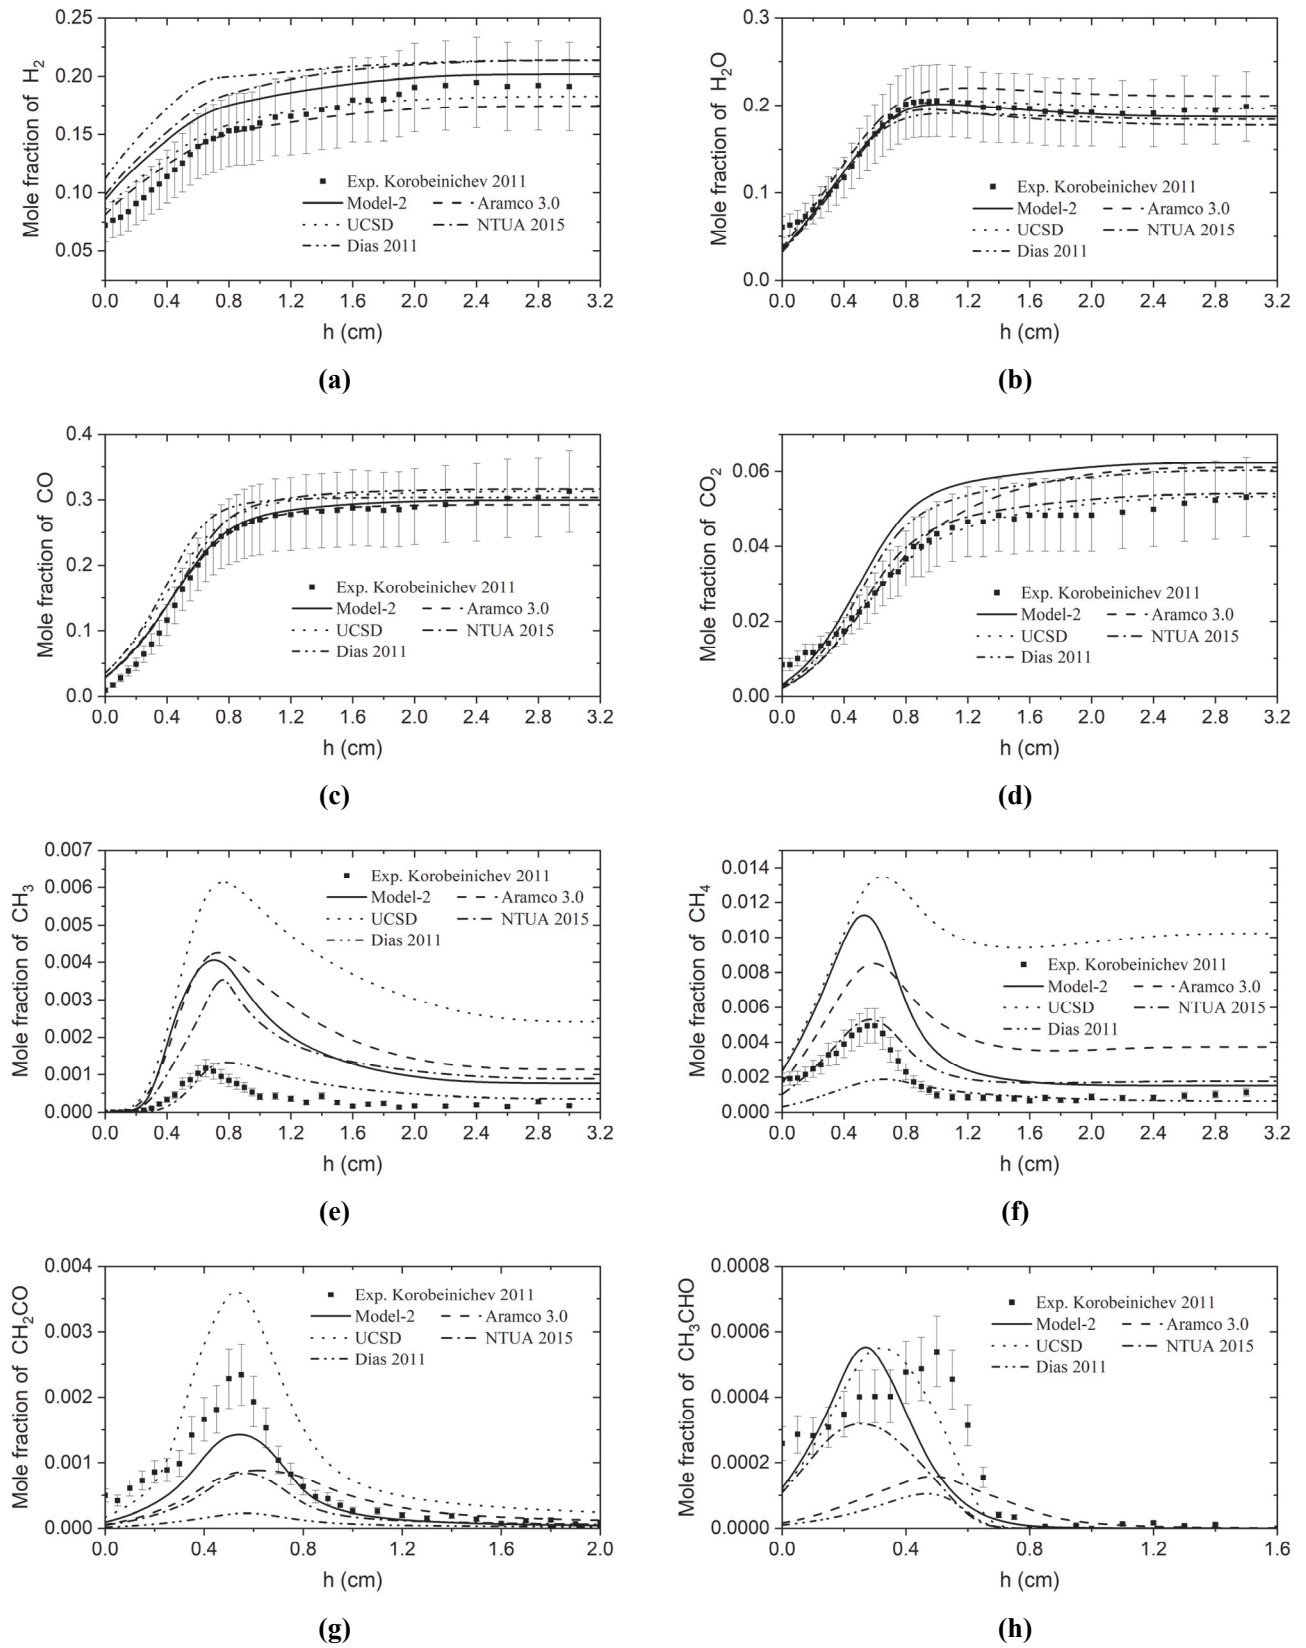 Mole fraction of H2
0.25
0.20
0.15
0.10
0.05
Exp. Korobeinichev 2011
Model-2 Aramco 3.0
UCSD NTUA 2015
Dias 2011
0.0 0.4 0.8 1.2 1.6 2.0 2.4 2.8 3.2
h (cm)
(a)
Mole fraction of H2O
0.3
0.2
0.1
0.0
Exp. Korobeinichev 2011
Model-2 Aramco 3.0
UCSD NTUA 2015
Dias 2011
0.0 0.4 0.8 1.2 1.6 2.0 2.4 2.8 3.2
h (cm)
(b)
Mole fraction of CO
0.4
0.3
0.2
0.1
0.0
Exp. Korobeinichev 2011
Model-2 Aramco 3.0
UCSD NTUA 2015
Dias 2011
0.0 0.4 0.8 1.2 1.6 2.0 2.4 2.8 3.2
h (cm)
(c)
Mole fraction of CO2
0.06
0.04
0.02
0.00
Exp. Korobeinichev 2011
Model-2 Aramco 3.0
UCSD NTUA 2015
Dias 2011
0.0 0.4 0.8 1.2 1.6 2.0 2.4 2.8 3.2
h (cm)
(d)
Mole fraction of CH3
0.007
0.006
0.005
0.004
0.003
0.002
0.001
0.000
Exp. Korobeinichev 2011
Model-2 Aramco 3.0
UCSD NTUA 2015
Dias 2011
0.0 0.4 0.8 1.2 1.6 2.0 2.4 2.8 3.2
h (cm)
(e)
Mole fraction of CH4
0.014
0.012
0.010
0.008
0.006
0.004
0.002
0.000
Exp. Korobeinichev 2011
Model-2 Aramco 3.0
UCSD NTUA 2015
Dias 2011
0.0 0.4 0.8 1.2 1.6 2.0 2.4 2.8 3.2
h (cm)
(f)
Mole fraction of CH2CO
0.004
0.003
0.002
0.001
0.000
Exp. Korobeinichev 2011
Model-2 Aramco 3.0
UCSD NTUA 2015
Dias 2011
0.0 0.4 0.8 1.2 1.6 2.0
h (cm)
(g)
Mole fraction of CH3CHO
0.0008
0.0006
0.0004
0.0002
0.0000
Exp. Korobeinichev 2011
Model-2 Aramco 3.0
UCSD NTUA 2015
Dias 2011
0.0 0.4 0.8 1.2 1.6
h (cm)
(h)